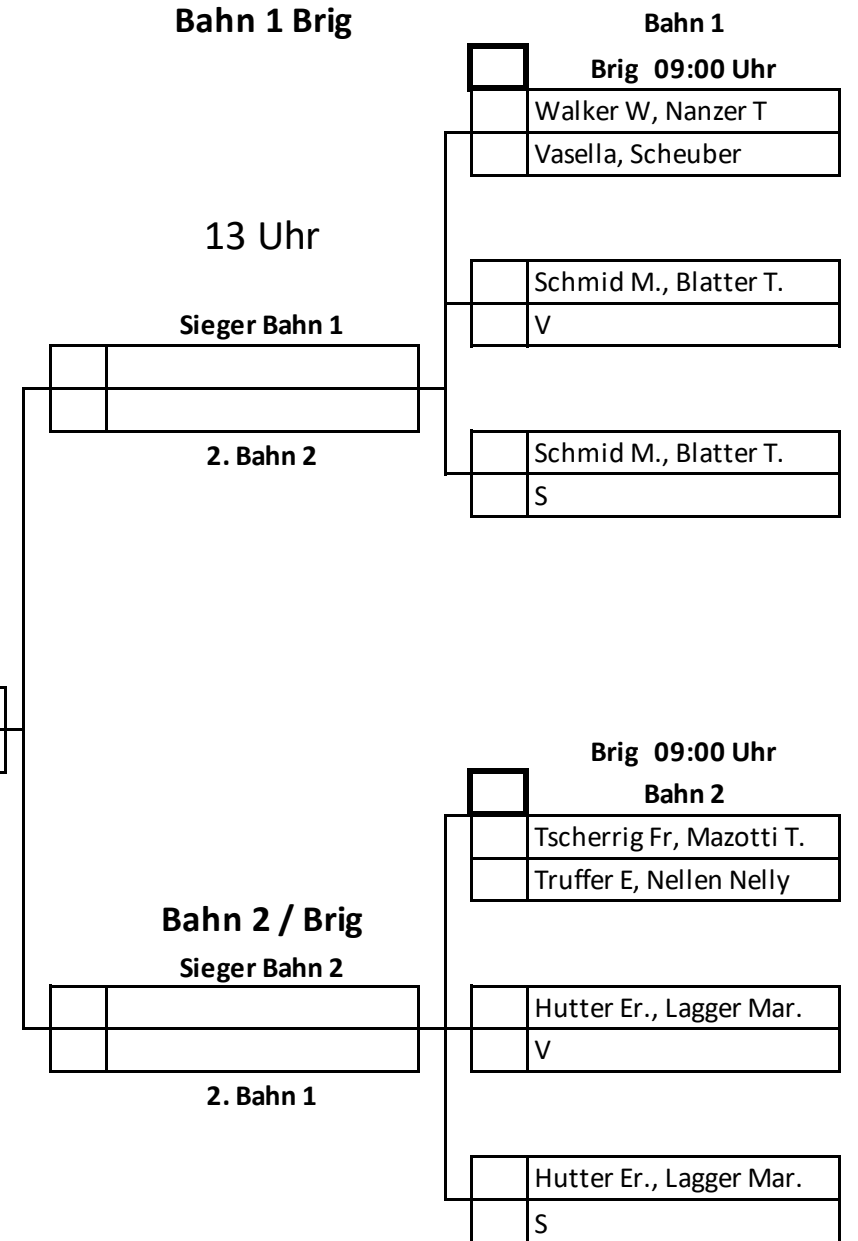 Bahn 1 Brig
Bahn 1
Brig 09:00 Uhr
Walker W, Nanzer T
Vasella, Scheuber
13 Uhr
Schmid M., Blatter T.
V
Sieger Bahn 1
2. Bahn 2
Schmid M., Blatter T.
S
Brig 09:00 Uhr
Bahn 2
Tscherrig Fr, Mazotti T.
Truffer E, Nellen Nelly
Bahn 2 / Brig
Sieger Bahn 2
Hutter Er., Lagger Mar.
V
2. Bahn 1
Hutter Er., Lagger Mar.
S